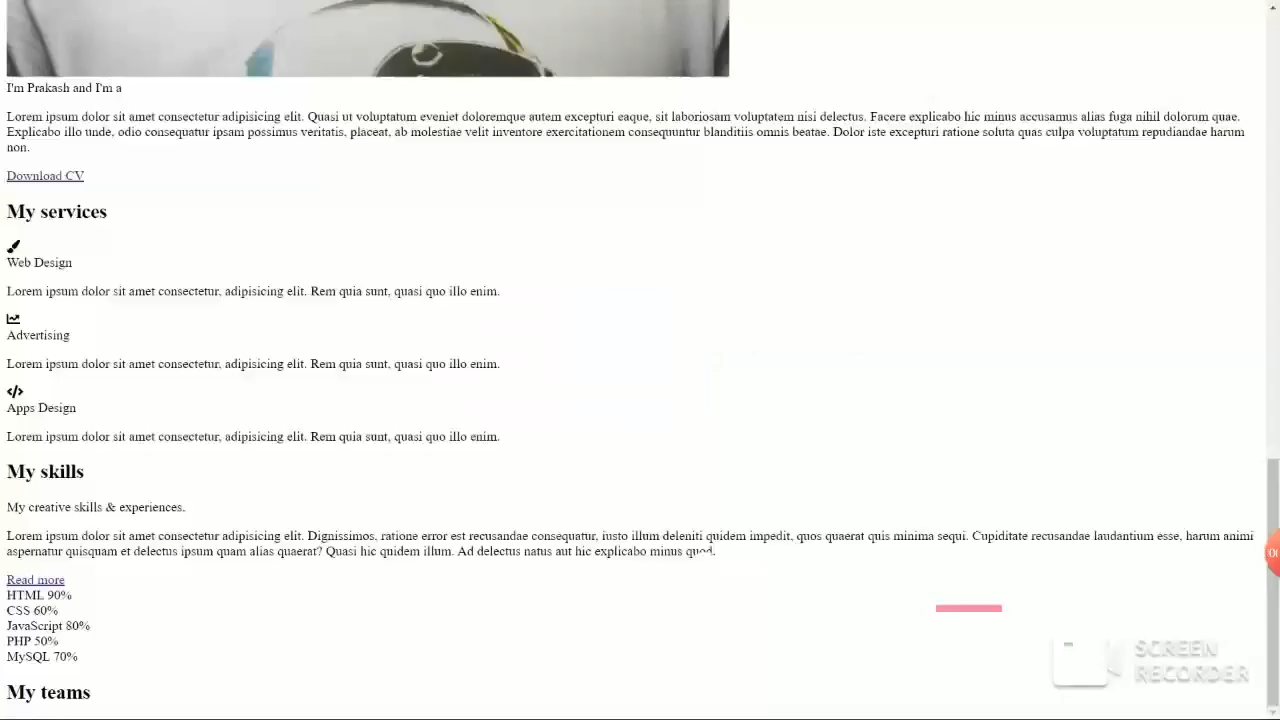 I'm Prakash and I'm a
Lorem ipsum dolor sit amet consectetur adipisicing elit. Quasi ut voluptatum eveniet doloremque autem excepturi eaque, sit laboriosam voluptatem nisi delectus. Facere explicabo hic minus accusamus alias fuga nihil dolorum quae.
Explicabo illo unde, odio consequatur ipsam possimus veritatis, placeat, ab molestiae velit inventore exercitationem consequuntur blanditiis omnis beatae. Dolor iste excepturi ratione soluta quas culpa voluptatum repudiandae harum
non.
Download CV
My services
Web Design
Lorem ipsum dolor sit amet consectetur, adipisicing elit. Rem quia sunt, quasi quo illo enim.
Advertising
Lorem ipsum dolor sit amet consectetur, adipisicing elit. Rem quia sunt, quasi quo illo enim.
Apps Design
Lorem ipsum dolor sit amet consectetur, adipisicing elit. Rem quia sunt, quasi quo illo enim.
My skills
My creative skills & experiences.
Lorem ipsum dolor sit amet consectetur adipisicing elit. Dignissimos, ratione error est recusandae consequatur, iusto illum deleniti quidem impedit, quos quaerat quis minima sequi. Cupiditate recusandae laudantium esse, harum animi
aspernatur quisquam et delectus ipsum quam alias quaerat? Quasi hic quidem illum. Ad delectus natus aut hic explicabo minus quod.
Read more
HTML 90%
CSS 60%
JavaScript 80%
PHP 50%
MySQL 70%
My teams
SCREEN
RECORDER